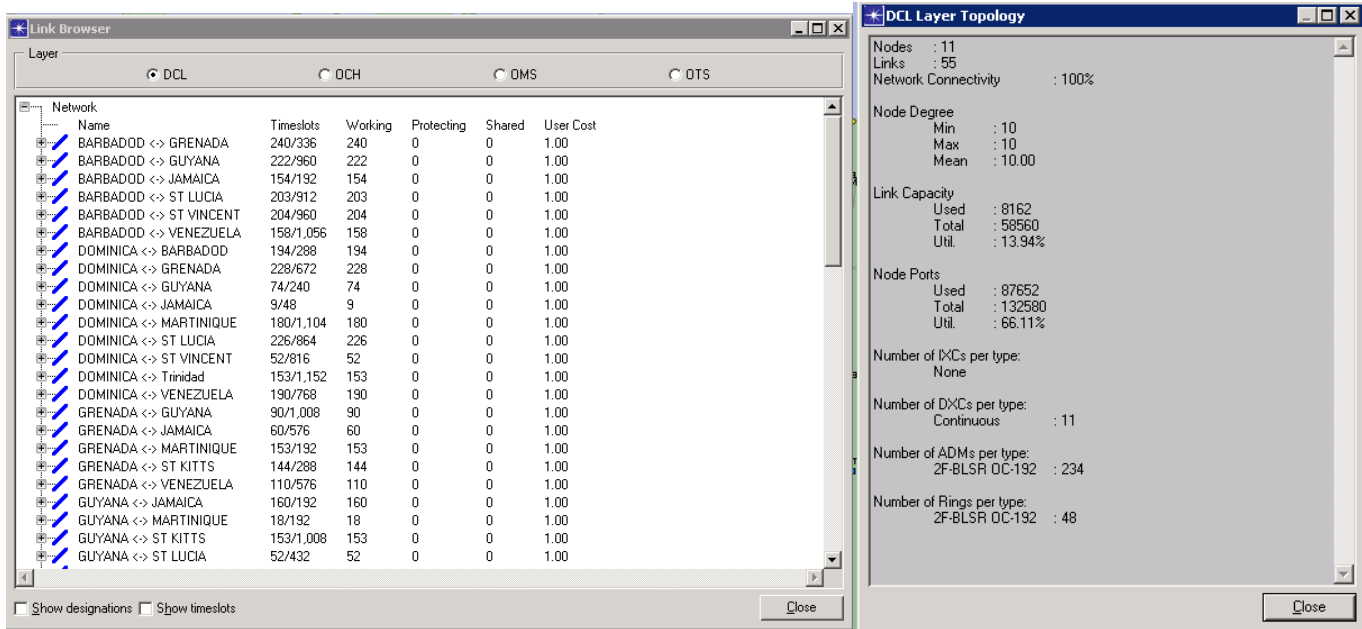 Link Browser
Layer
DCL OCH OMS OTS
Network
Name Timeslots Working Protecting Shared User Cost
BARBADOD <-> GRENADA 240/336 240 0 0 1.00
BARBADOD <-> GUYANA 222/960 222 0 0 1.00
BARBADOD <-> JAMAICA 154/192 154 0 0 1.00
BARBADOD <-> ST LUCIA 203/912 203 0 0 1.00
BARBADOD <-> ST VINCENT 204/960 204 0 0 1.00
BARBADOD <-> VENEZUELA 158/1,056 158 0 0 1.00
DOMINICA <-> BARBADOD 194/288 194 0 0 1.00
DOMINICA <-> GRENADA 228/672 228 0 0 1.00
DOMINICA <-> GUYANA 74/240 74 0 0 1.00
DOMINICA <-> JAMAICA 9/48 9 0 0 1.00
DOMINICA <-> MARTINIQUE 180/1,104 180 0 0 1.00
DOMINICA <-> ST LUCIA 226/864 226 0 0 1.00
DOMINICA <-> ST VINCENT 52/816 52 0 0 1.00
DOMINICA <-> Trinidad 153/1,152 153 0 0 1.00
DOMINICA <-> VENEZUELA 190/768 190 0 0 1.00
GRENADA <-> GUYANA 90/1,008 90 0 0 1.00
GRENADA <-> JAMAICA 60/576 60 0 0 1.00
GRENADA <-> MARTINIQUE 153/192 153 0 0 1.00
GRENADA <-> ST KITTS 144/288 144 0 0 1.00
GRENADA <-> VENEZUELA 110/576 110 0 0 1.00
GUYANA <-> JAMAICA 160/192 160 0 0 1.00
GUYANA <-> MARTINIQUE 18/192 18 0 0 1.00
GUYANA <-> ST KITTS 153/1,008 153 0 0 1.00
GUYANA <-> ST LUCIA 52/432 52 0 0 1.00
Show designations Show timeslots Close
DCL Layer Topology
Nodes : 11
Links : 55
Network Connectivity : 100%
Node Degree
Min : 10
Max : 10
Mean : 10.00
Link Capacity
Used : 8162
Total : 58560
Util. : 13.94%
Node Ports
Used : 87652
Total : 132580
Util. : 66.11%
Number of IXCs per type:
None
Number of DXCs per type:
Continuous : 11
Number of ADMs per type:
2F-BLSR OC-192 : 234
Number of Rings per type:
2F-BLSR OC-192 : 48
Close